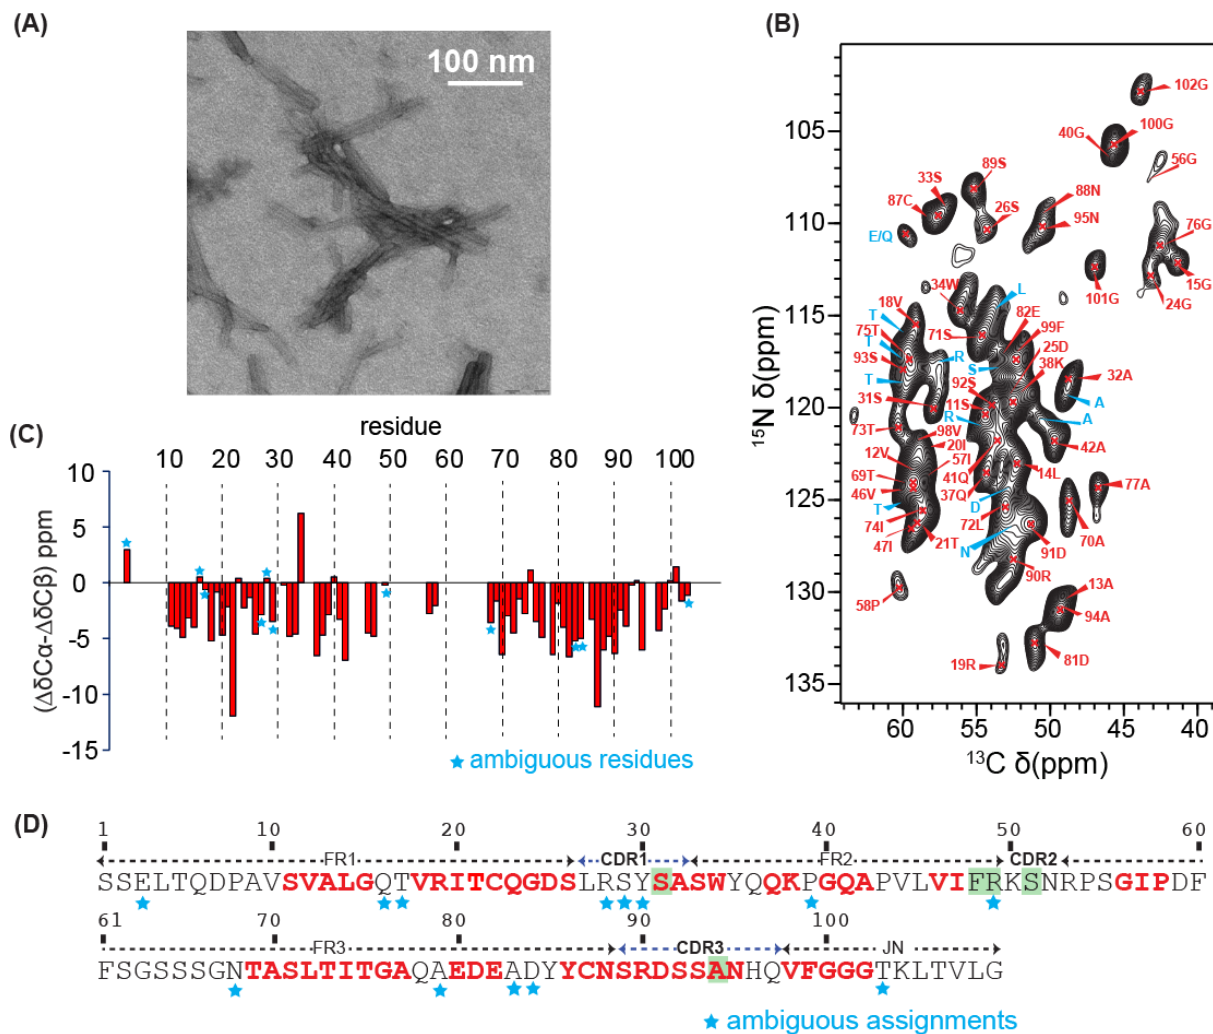 (A)
100 nm
(B)
105
110
115
120
125
130
135
¹⁵N δ(ppm)
60 55 50 45 40
¹³C δ(ppm)
102G
100G
40G
56G
89S
33S
87C
26S
88N
95N
E/Q
76G
15G
101G
24G
34W
L
18V
T
75T
T
93S
T
71S
R
82E
99F
25D
S
38K
32A
A
A
92S
31S
11S
R
73T
98V
20I
12V
57I
42A
41Q
14L
69T
37Q
77A
46V
T
D
72L
70A
74I
N
21T
91D
47I
90R
58P
13A
94A
19R
81D
(C)
residue
10 20 30 40 50 60 70 80 90 100
10
5
0
-5
-10
-15
(ΔδCα-ΔδCβ) ppm
★ ambiguous residues
(D)
1 10 20 30 40 50 60
FR1 CDR1 FR2 CDR2
SSELTQDPAVSVALGQTVRITCQGDSLRSYSASWYQQKPGQAPVLVIFRKSNRPSGIPDF
61 70 80 90 100
FR3 CDR3 JN
FSGSSSGNTASLTITGAQAEDEADYYCNSRDSSANHQVFGGGTKLTVLG
★ ambiguous assignments